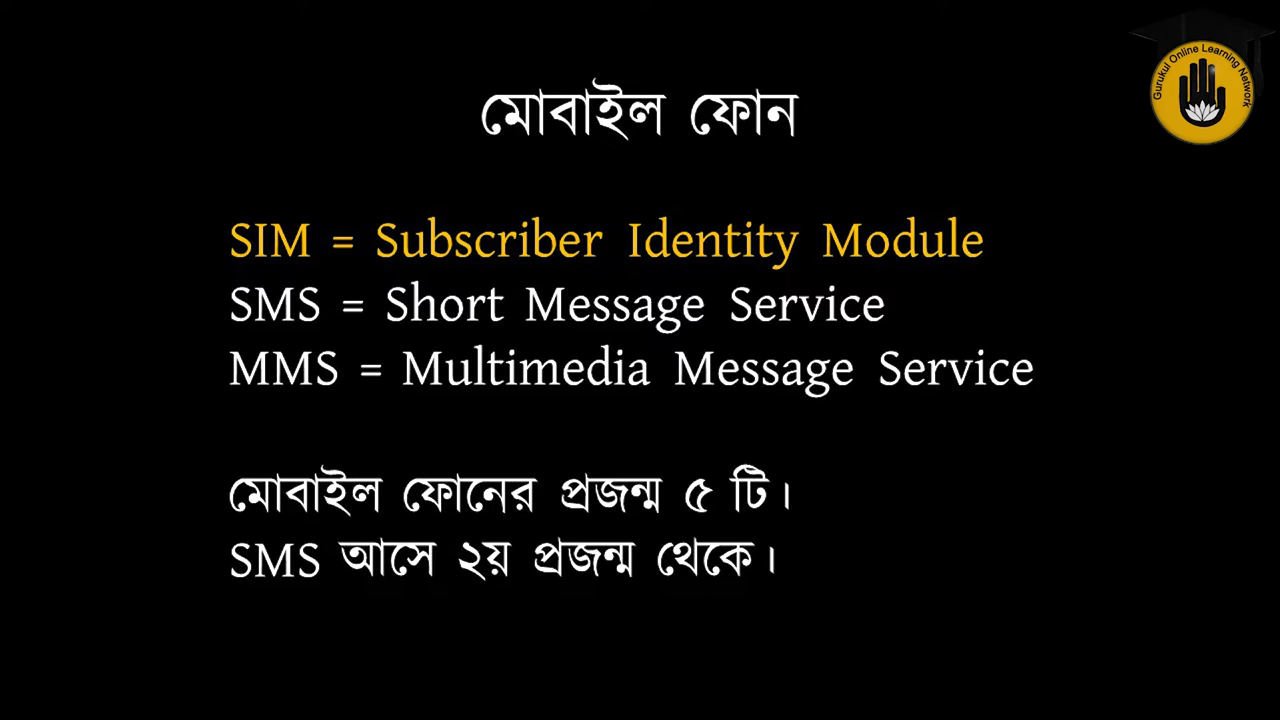 Gurukul Online Learning Network
মোবাইল ফোন
SIM = Subscriber Identity Module
SMS = Short Message Service
MMS = Multimedia Message Service
মোবাইল ফোনের প্রজন্ম ৫ টি।
SMS আসে ২য় প্রজন্ম থেকে।